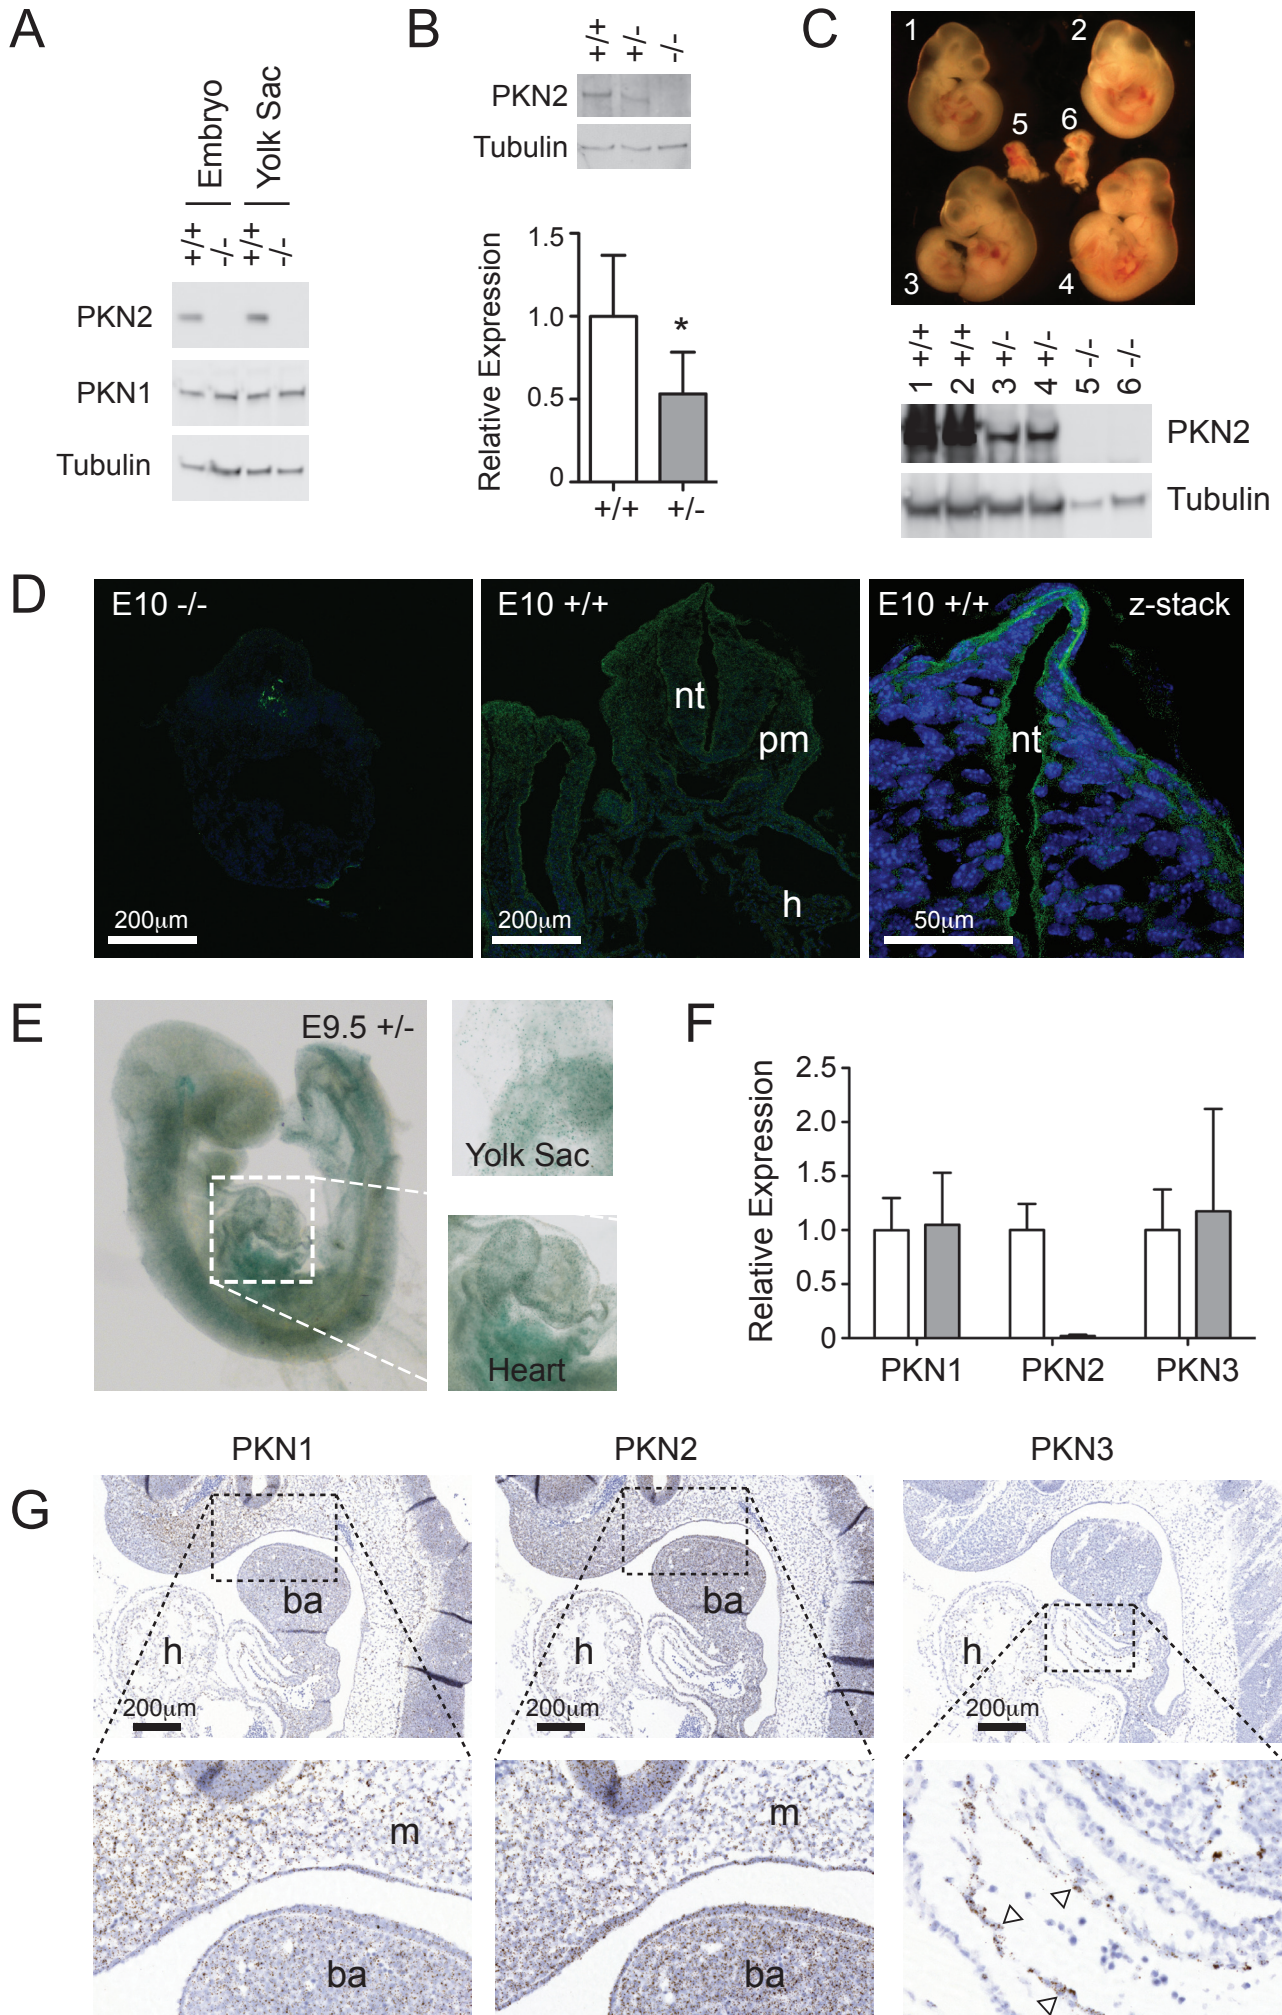 A
Embryo
Yolk Sac
+/+
-/-
+/+
-/-
PKN2
PKN1
Tubulin
B
+/+
+/-
-/-
PKN2
Tubulin
Relative Expression
1.5
1.0
0.5
0
*
+/+
+/-
C
1
2
5
6
3
4
1 +/+
2 +/+
3 +/-
4 +/-
5 -/-
6 -/-
PKN2
Tubulin
D
E10 -/-
200µm
E10 +/+
nt
pm
h
200µm
E10 +/+
z-stack
nt
50µm
E
E9.5 +/-
Yolk Sac
Heart
F
Relative Expression
2.5
2.0
1.5
1.0
0.5
0
PKN1
PKN2
PKN3
G
PKN1
PKN2
PKN3
ba
h
200µm
ba
h
200µm
h
200µm
m
ba
m
ba